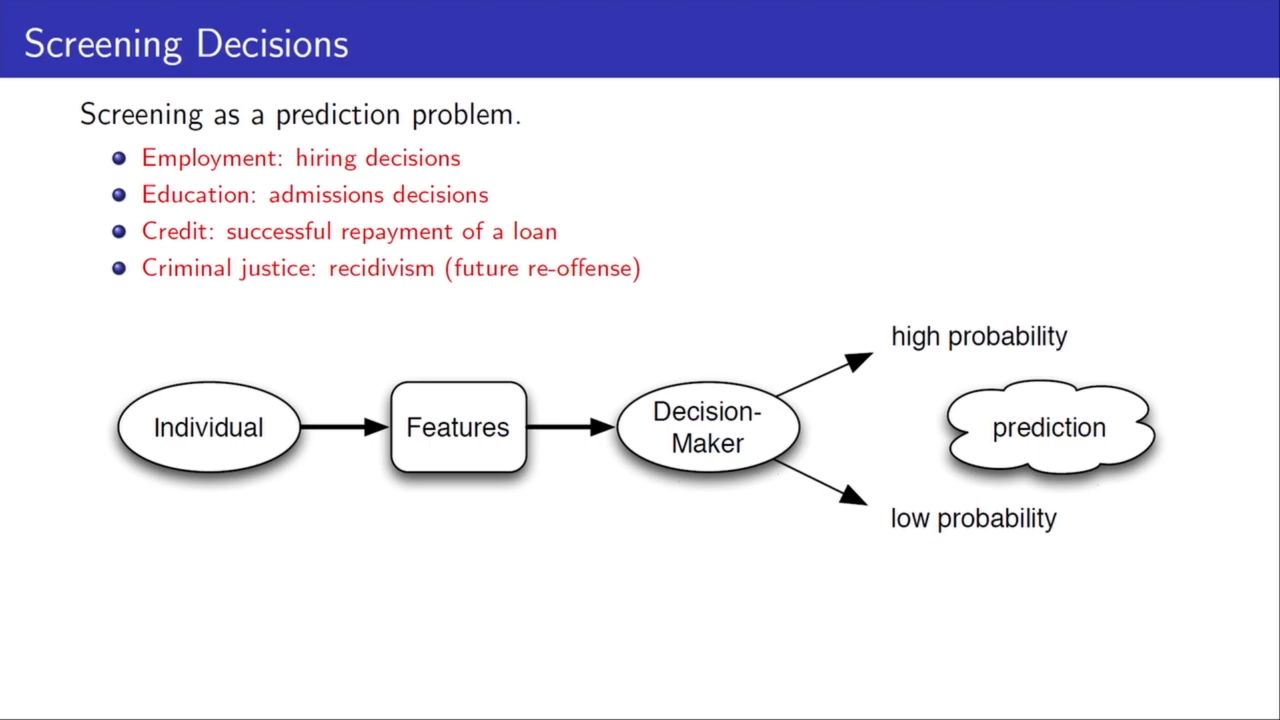 Screening Decisions
Screening as a prediction problem.
Employment: hiring decisions
Education: admissions decisions
Credit: successful repayment of a loan
Criminal justice: recidivism (future re-offense)
Individual
Features
Decision-
Maker
high probability
prediction
low probability